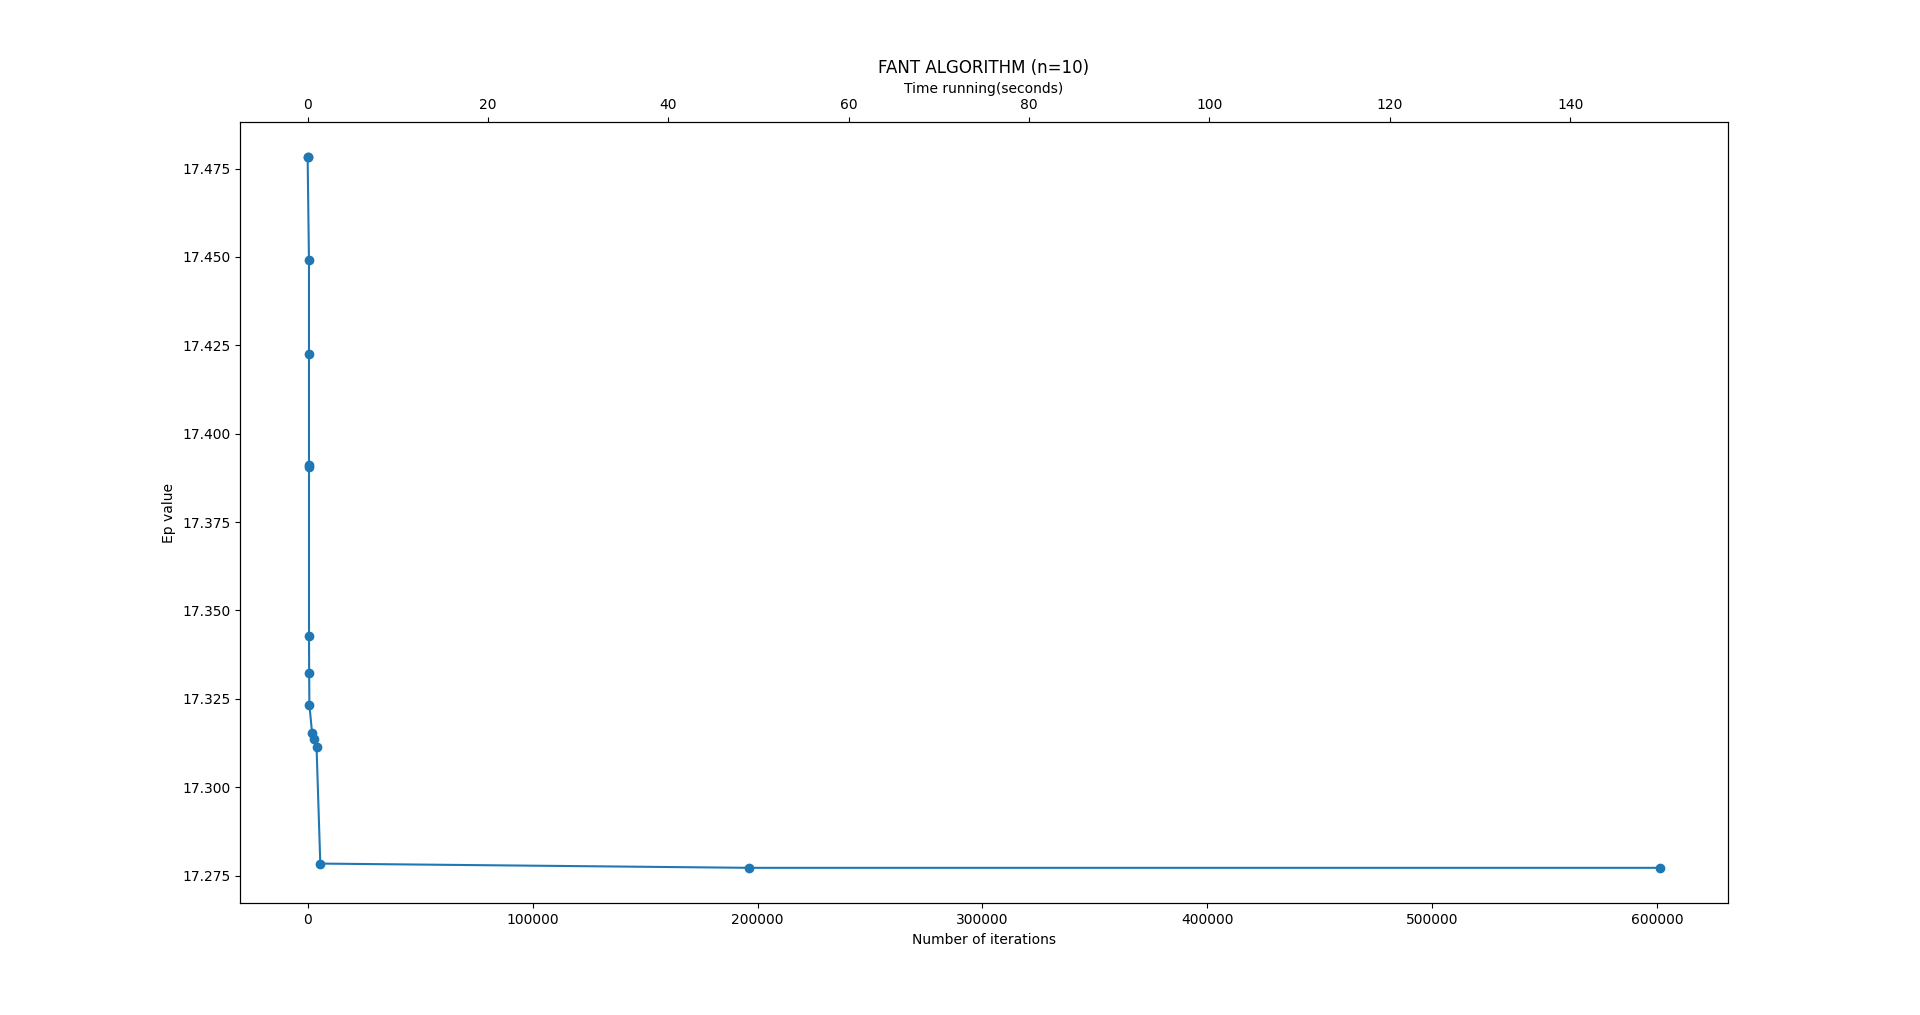 FANT ALGORITHM (n=10)
Time running(seconds)
0 20 40 60 80 100 120 140
17.475
17.450
17.425
17.400
17.375
17.350
17.325
17.300
17.275
Ep value
0 100000 200000 300000 400000 500000 600000
Number of iterations